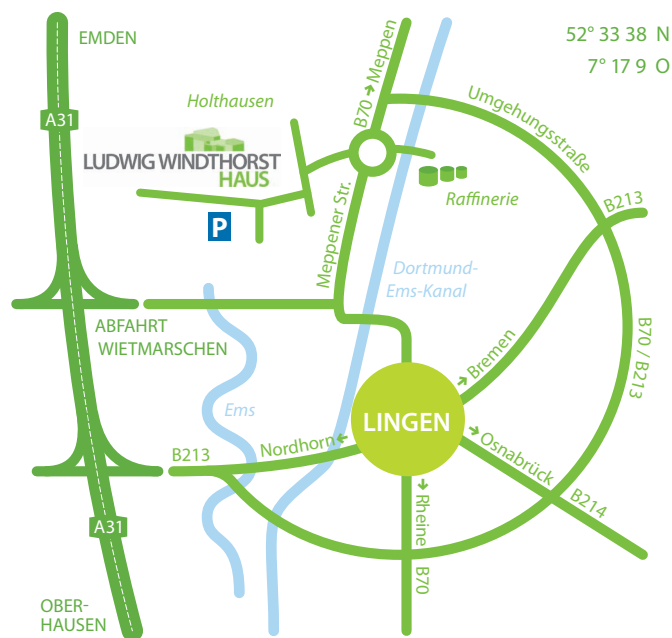 EMDEN
52° 33 38 N
7° 17 9 O
A31
Holthausen
B70 → Meppen
Umgehungsstraße
LUDWIG WINDTHORST
HAUS
Raffinerie
B213
P
Meppener Str.
Dortmund-
Ems-Kanal
ABFAHRT
WIETMARSCHEN
→ Bremen
B70 / B213
Ems
LINGEN
B213
Nordhorn ←
→ Osnabrück
B214
→ Rheine
B70
A31
OBER-
HAUSEN